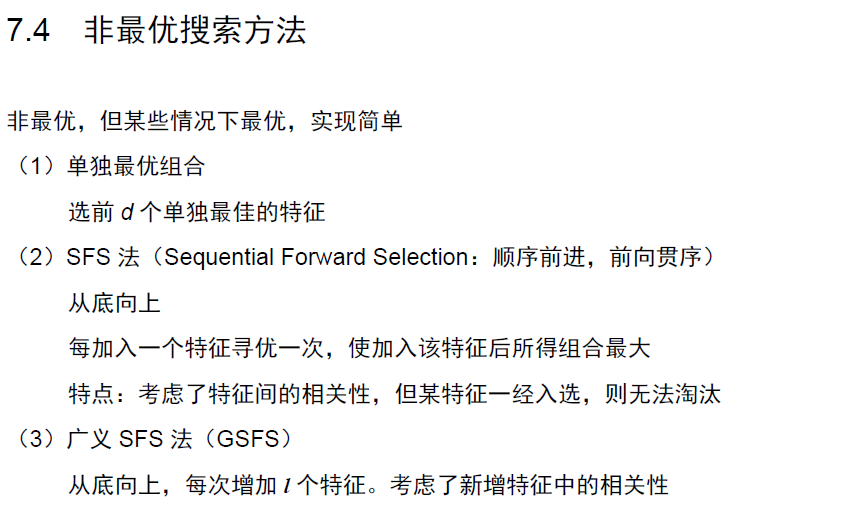 7.4 非最优搜索方法
非最优，但某些情况下最优，实现简单
（1）单独最优组合
选前 d 个单独最佳的特征
（2）SFS 法（Sequential Forward Selection：顺序前进，前向贯序）
从底向上
每加入一个特征寻优一次，使加入该特征后所得组合最大
特点：考虑了特征间的相关性，但某特征一经入选，则无法淘汰
（3）广义 SFS 法（GSFS）
从底向上，每次增加 l 个特征。考虑了新增特征中的相关性